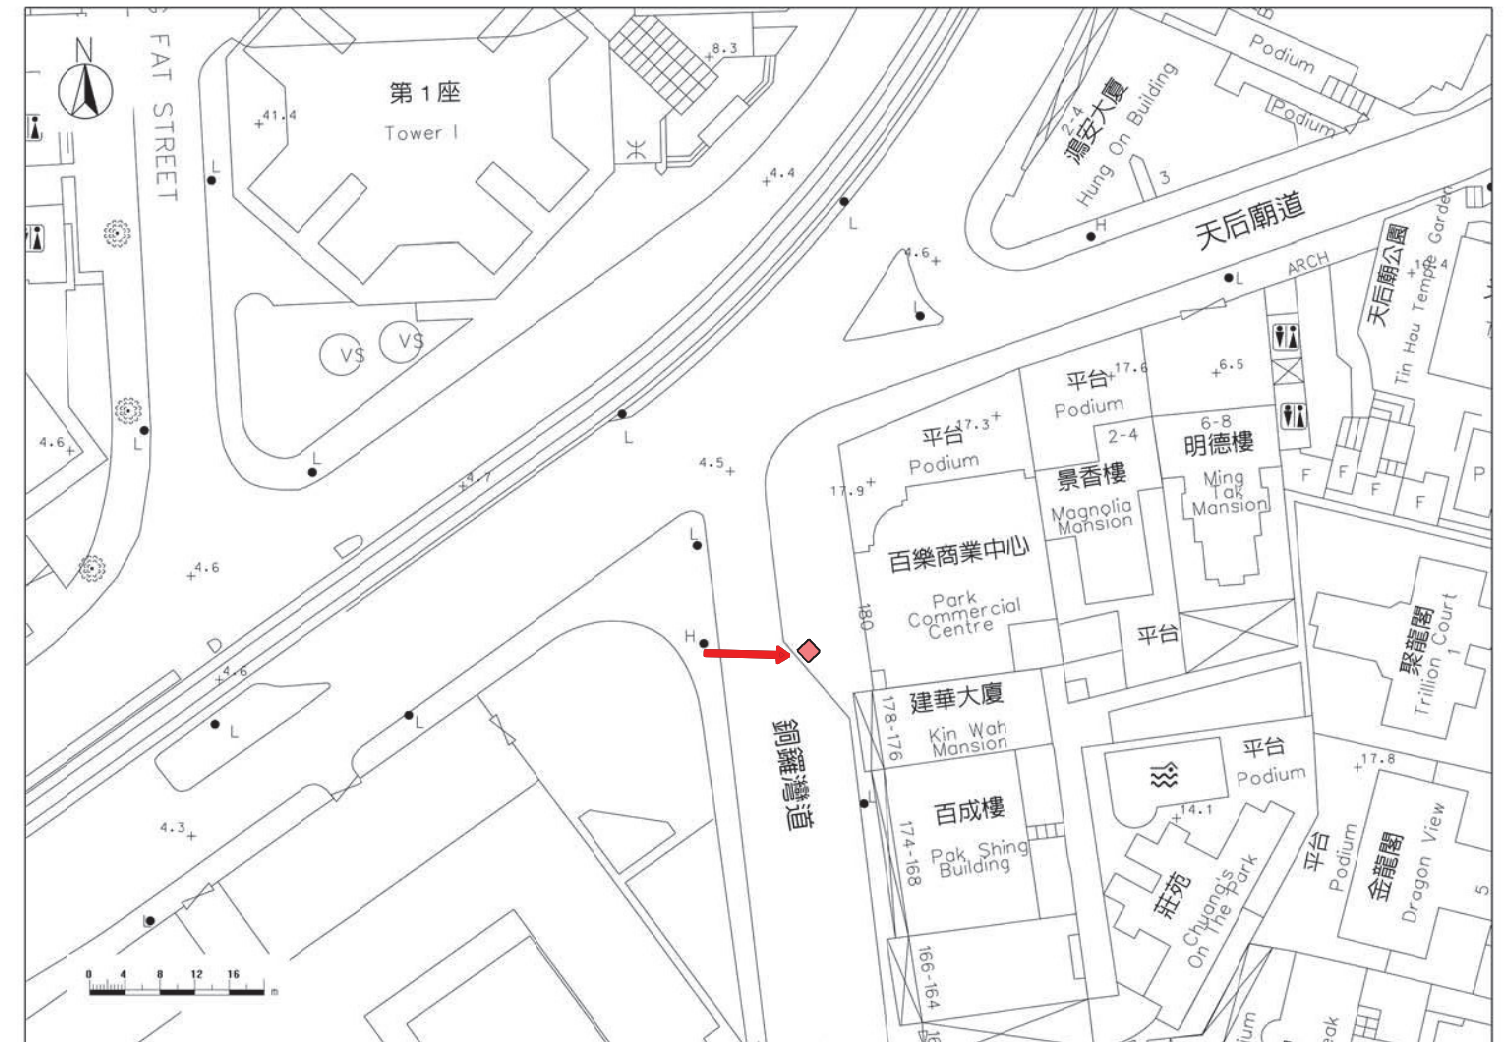 N
FAT STREET
第1座
Tower I
41.4
8.3
4.4
L
L
4.6
L
VS
VS
L
L
L
4.6
4.7
4.5
L
H
鴻安大廈
2-4
Hung On Building
Podium
Podium
3
H
天后廟道
ARCH
L
天后廟公園
Tin Hau Temple Garden
平台
17.6
Podium
6.5
平台
17.3
Podium
17.9
2-4
景香樓
Magnolia
Mansion
6-8
明德樓
Ming
Tak
Mansion
F
F
F
F
P
百樂商業中心
Park
Commercial
Centre
180
平台
聚龍閣
Trillion Court
1
4.6
D
D
4.6
L
L
4.3
L
銅鑼灣道
L
建華大廈
Kin Wah
Mansion
178-176
百成樓
Pak Shing
Building
174-168
166-164
平台
Podium
14.1
17.8
莊苑
Chuang's
On The Park
平台
Podium
金龍閣
Dragon View
5
0 4 8 12 16
m